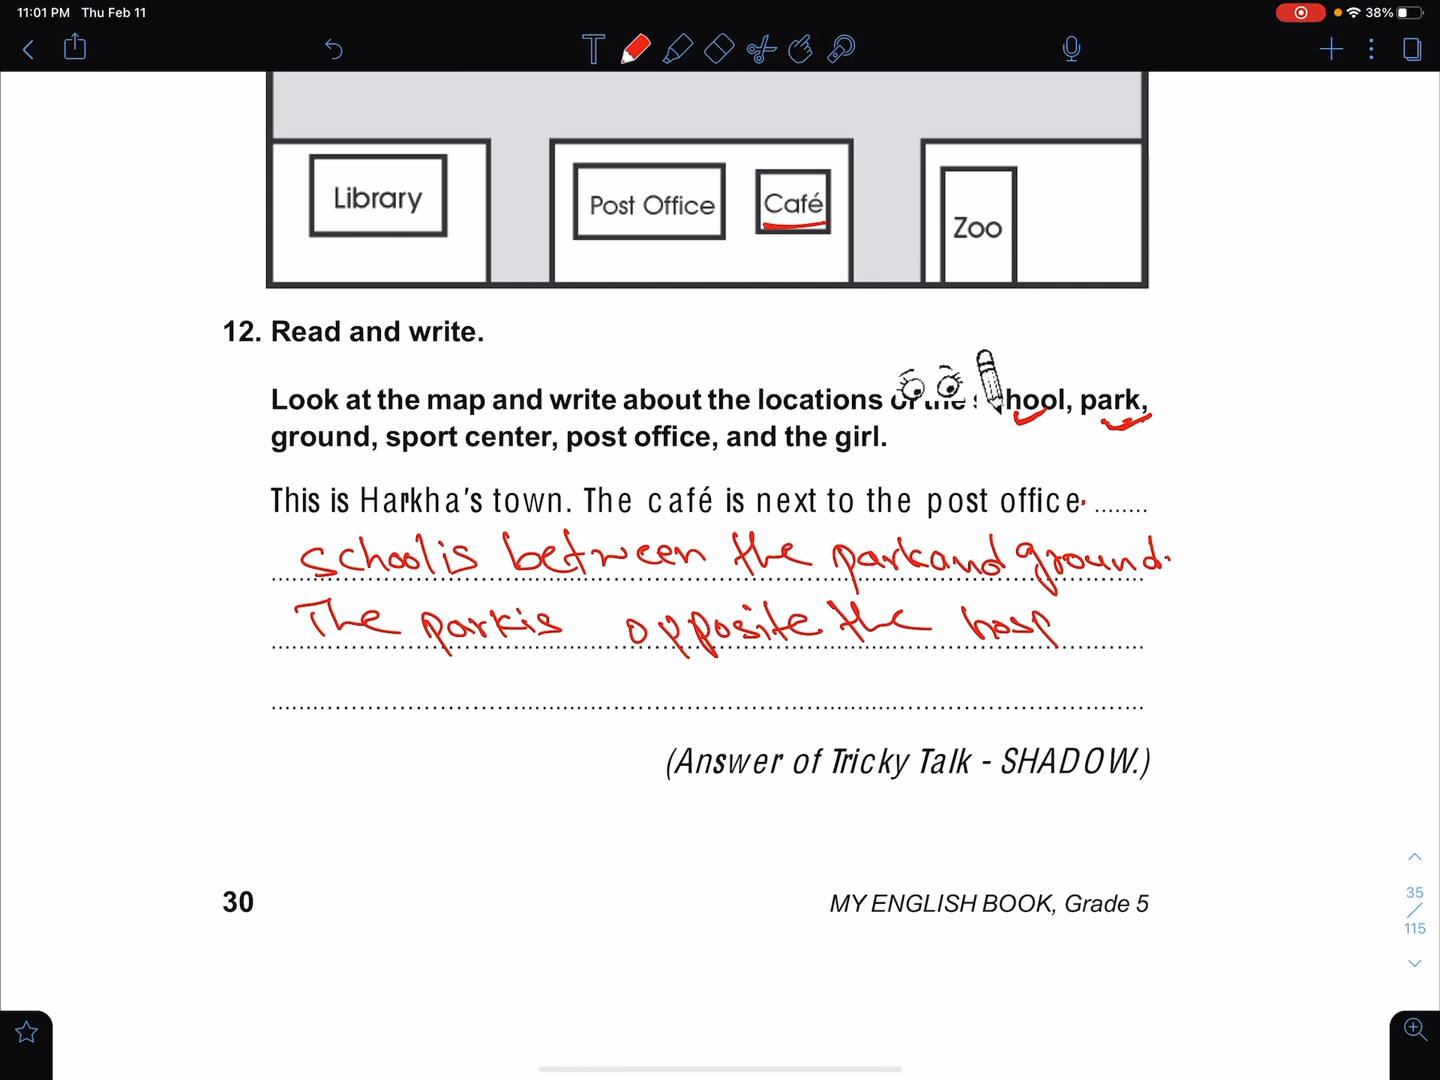 11:01 PM Thu Feb 11
38%
Library
Post Office
Café
Zoo
12. Read and write.
Look at the map and write about the locations of the school, park,
ground, sport center, post office, and the girl.
This is Harkha's town. The café is next to the post office. ........
School is between the park and ground.
The park is opposite the hosp
(Answer of Tricky Talk - SHADOW.)
30
MY ENGLISH BOOK, Grade 5
35
/
115